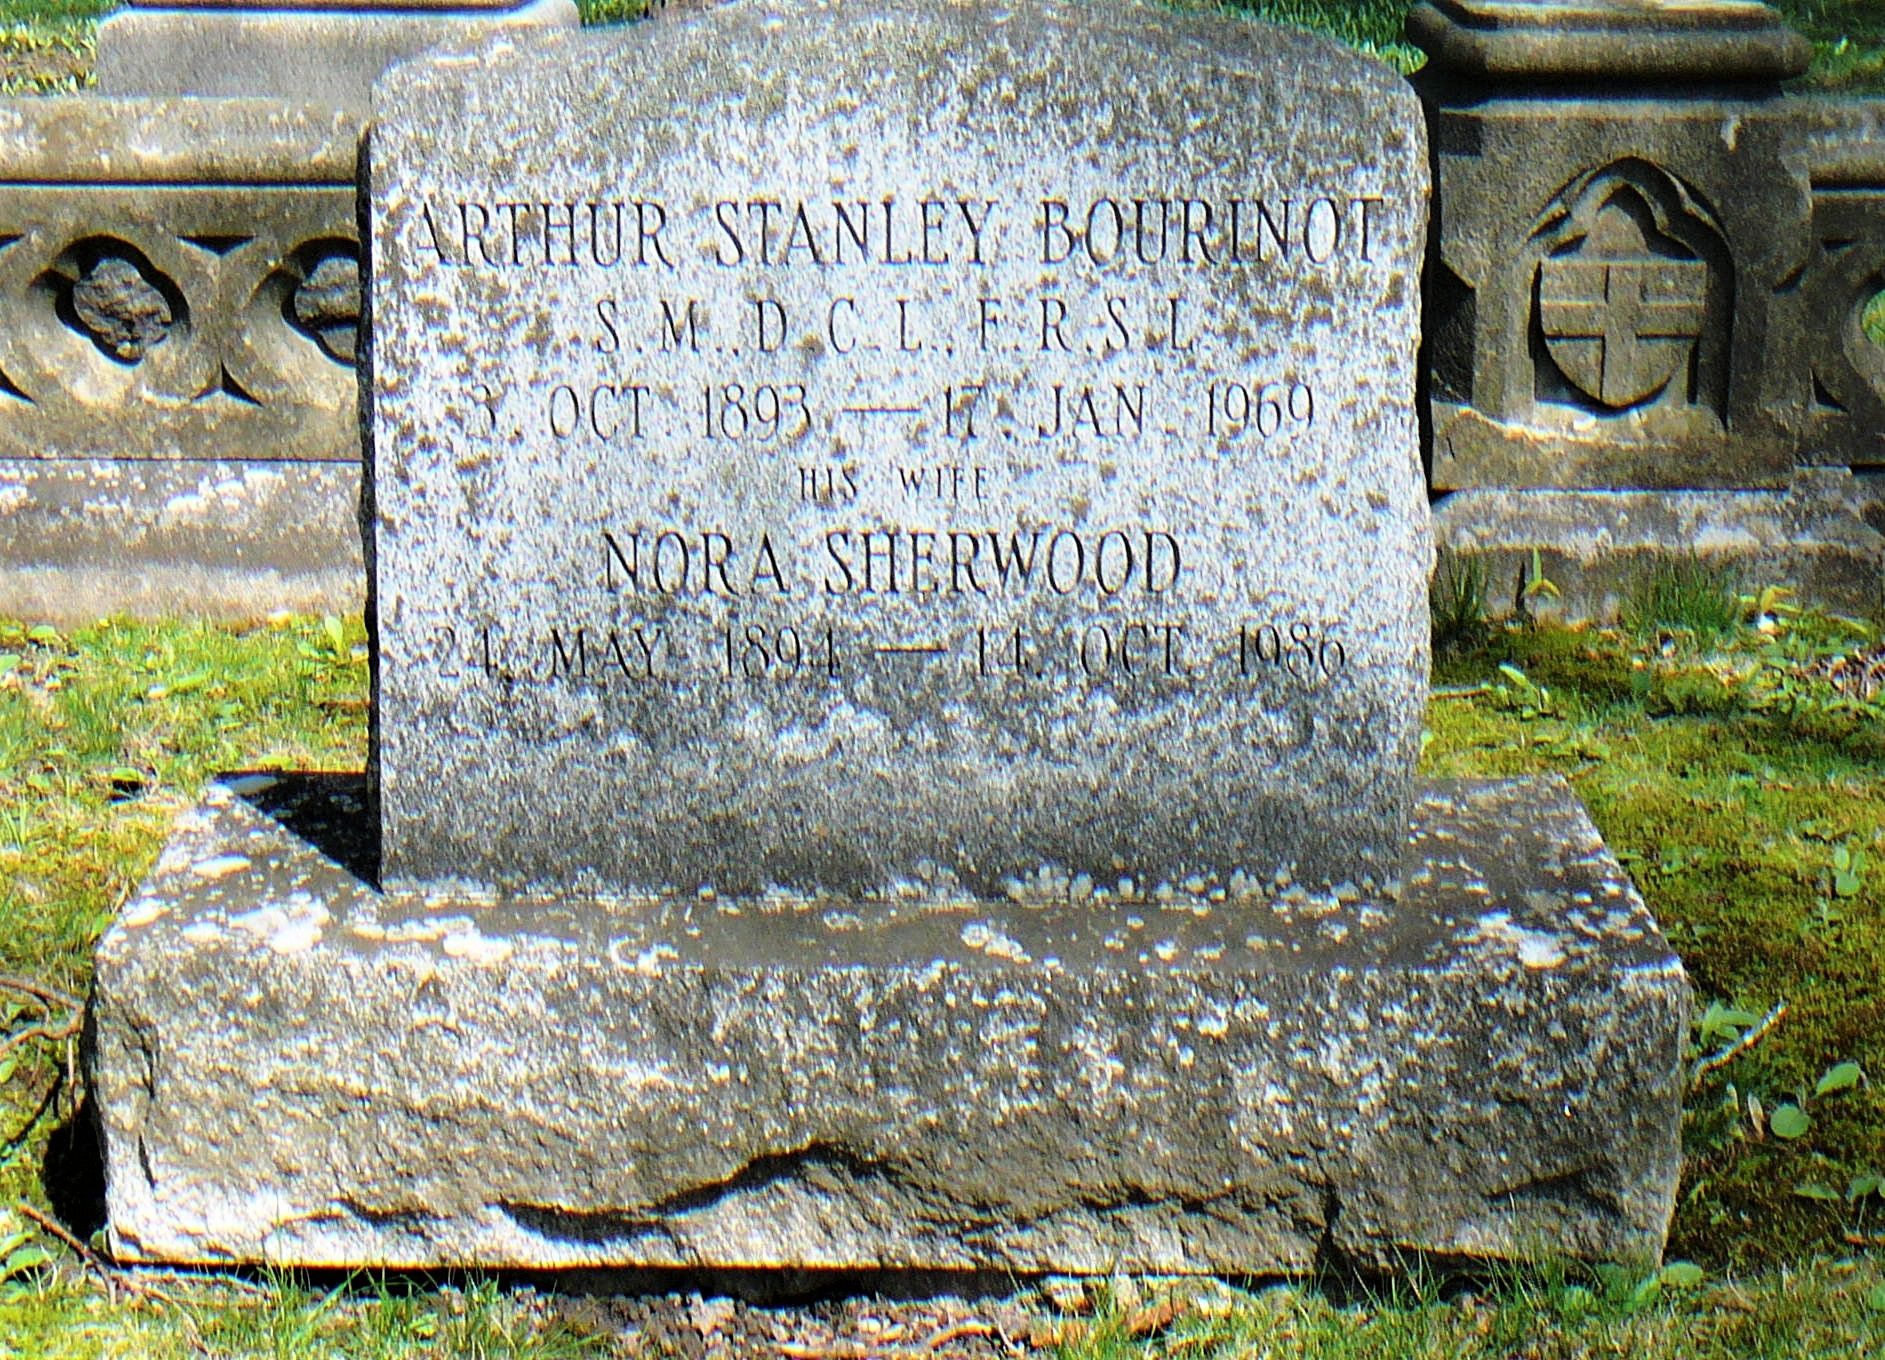 ARTHUR STANLEY BOURINOT
S.M., D.C.L., F.R.S.L.
3. OCT. 1893 — 17. JAN. 1969
HIS WIFE
NORA SHERWOOD
24. MAY. 1894 — 14. OCT. 1986